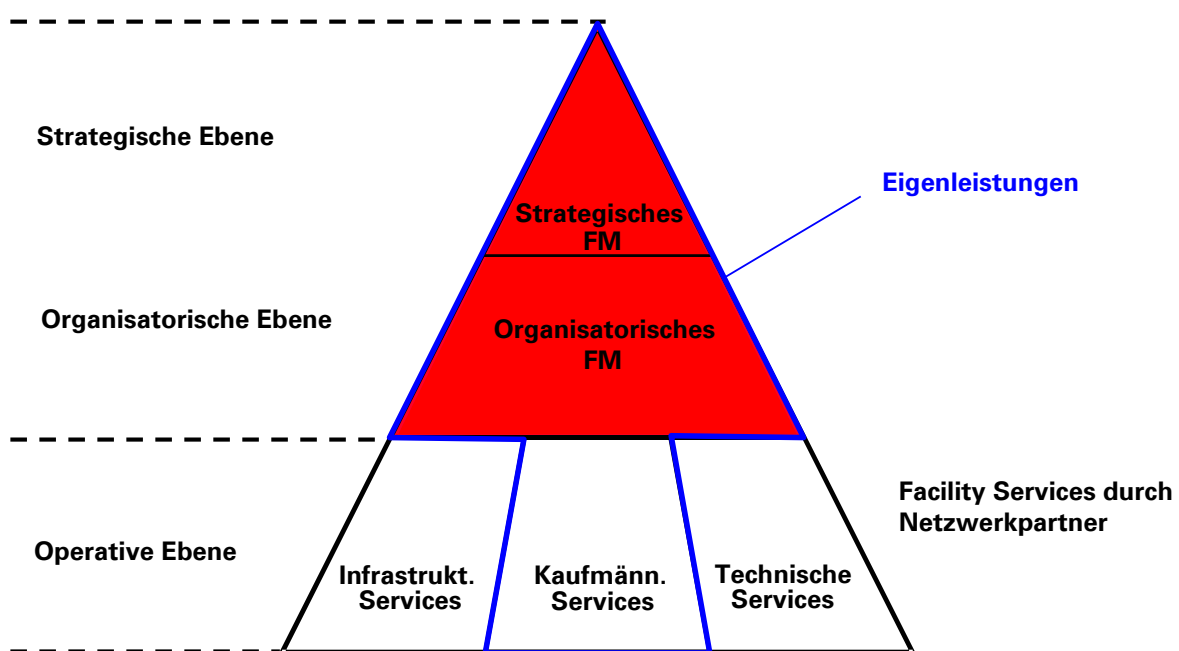 Strategische Ebene
Eigenleistungen
Strategisches
FM
Organisatorische Ebene
Organisatorisches
FM
Facility Services durch
Netzwerkpartner
Operative Ebene
Infrastrukt.
Services
Kaufmänn.
Services
Technische
Services